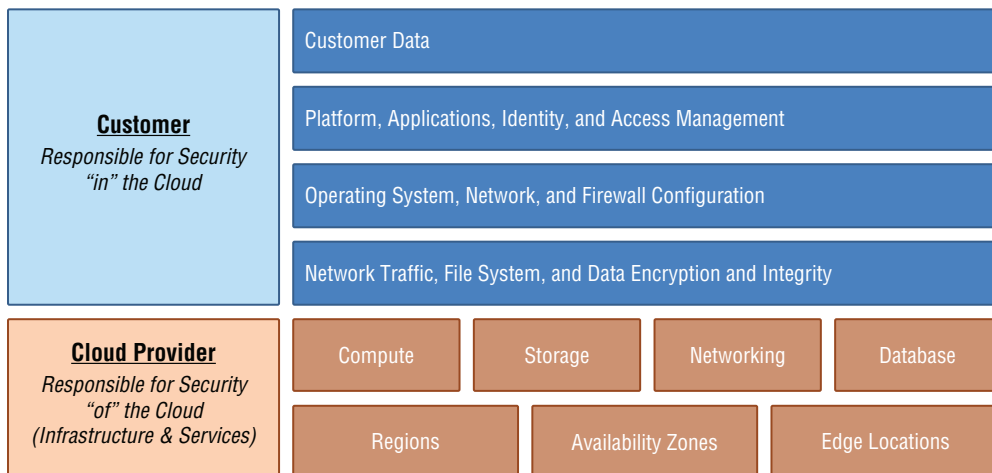 Customer
Responsible for Security
“in” the Cloud
Customer Data
Platform, Applications, Identity, and Access Management
Operating System, Network, and Firewall Configuration
Network Traffic, File System, and Data Encryption and Integrity
Cloud Provider
Responsible for Security
“of” the Cloud
(Infrastructure & Services)
Compute
Storage
Networking
Database
Regions
Availability Zones
Edge Locations